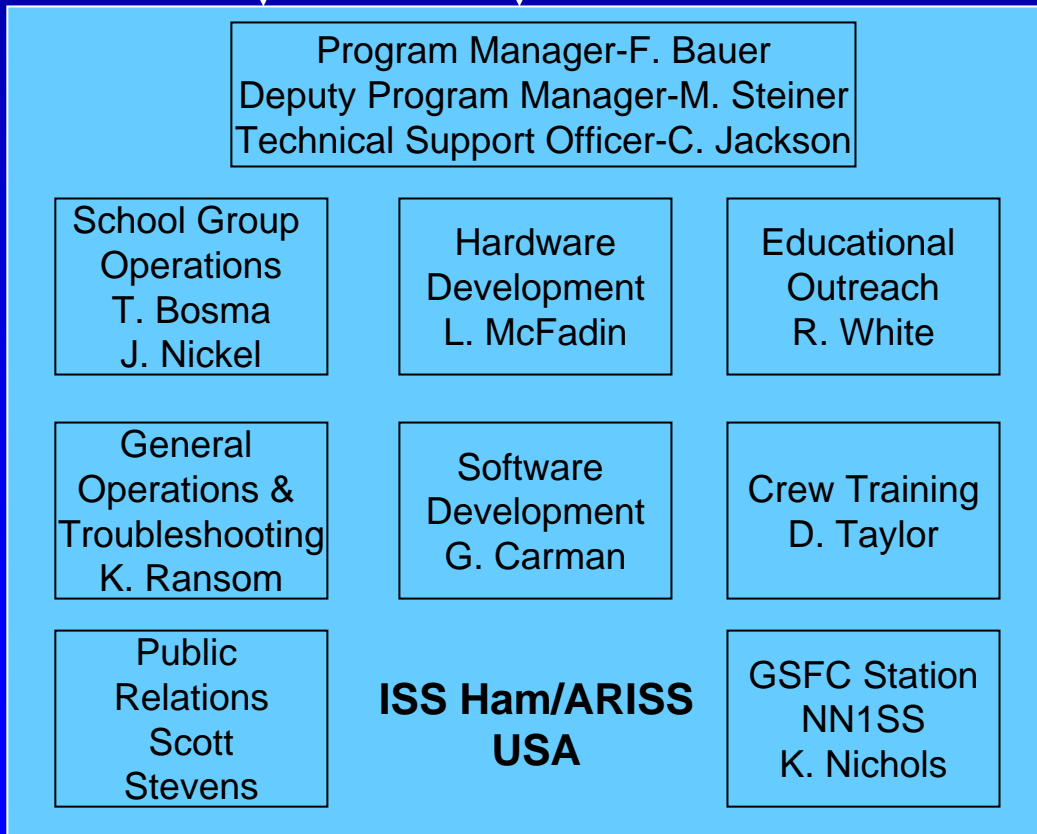 Program Manager-F. Bauer
Deputy Program Manager-M. Steiner
Technical Support Officer-C. Jackson
School Group
Operations
T. Bosma
J. Nickel
Hardware
Development
L. McFadin
Educational
Outreach
R. White
General
Operations &
Troubleshooting
K. Ransom
Software
Development
G. Carman
Crew Training
D. Taylor
Public
Relations
Scott
Stevens
ISS Ham/ARISS
USA
GSFC Station
NN1SS
K. Nichols